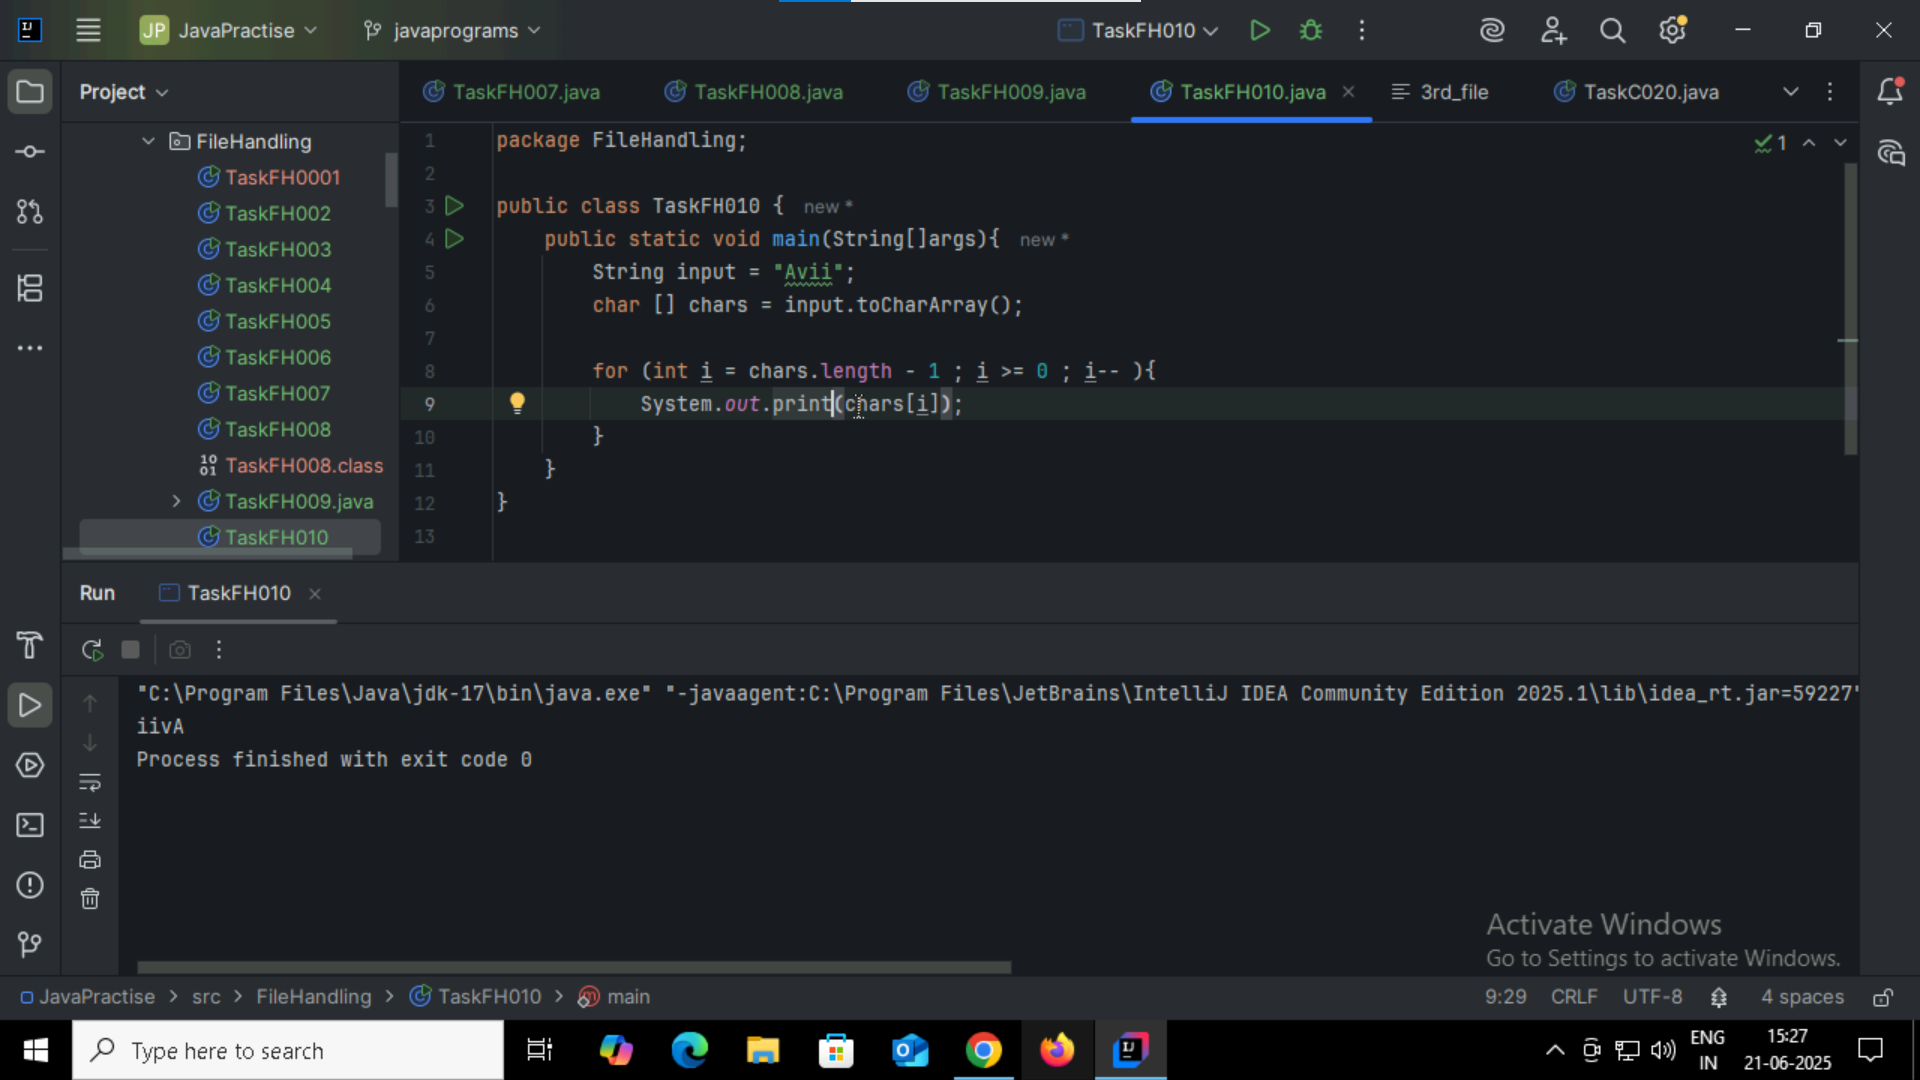 JP JavaPractise javaprograms TaskFH010
Project
TaskFH007.java TaskFH008.java TaskFH009.java TaskFH010.java 3rd_file TaskC020.java
FileHandling
TaskFH0001
TaskFH002
TaskFH003
TaskFH004
TaskFH005
TaskFH006
TaskFH007
TaskFH008
TaskFH008.class
TaskFH009.java
TaskFH010
1 package FileHandling;
2
3 public class TaskFH010 { new *
4 public static void main(String[]args){ new *
5 String input = "Avii";
6 char [] chars = input.toCharArray();
7
8 for (int i = chars.length - 1 ; i >= 0 ; i-- ){
9 System.out.print(chars[i]);
10 }
11 }
12 }
13
1
Run TaskFH010
"C:\Program Files\Java\jdk-17\bin\java.exe" "-javaagent:C:\Program Files\JetBrains\IntelliJ IDEA Community Edition 2025.1\lib\idea_rt.jar=59227"
iivA
Process finished with exit code 0
Activate Windows
Go to Settings to activate Windows.
JavaPractise > src > FileHandling > TaskFH010 > main 9:29 CRLF UTF-8 4 spaces
Type here to search
ENG
IN
15:27
21-06-2025